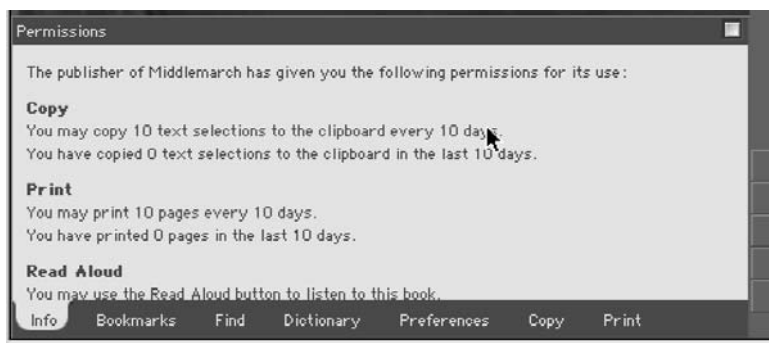 Permissions
The publisher of Middlemarch has given you the following permissions for its use:
Copy
You may copy 10 text selections to the clipboard every 10 days.
You have copied 0 text selections to the clipboard in the last 10 days.
Print
You may print 10 pages every 10 days.
You have printed 0 pages in the last 10 days.
Read Aloud
You may use the Read Aloud button to listen to this book.
Info Bookmarks Find Dictionary Preferences Copy Print